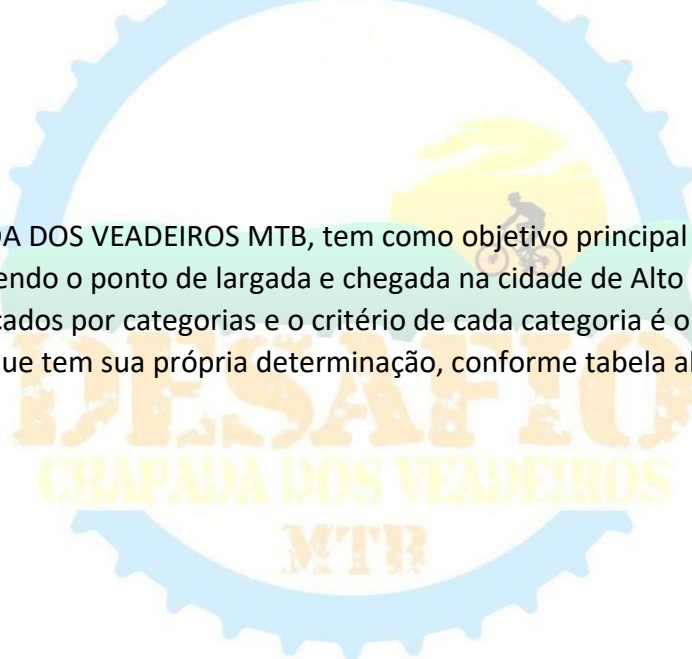 DA DOS VEADEIROS MTB, tem como objetivo principal
endo o ponto de largada e chegada na cidade de Alto
cados por categorias e o critério de cada categoria é o
ue tem sua própria determinação, conforme tabela a
DESAFIO
CHAPADA DOS VEADEIROS
MTB